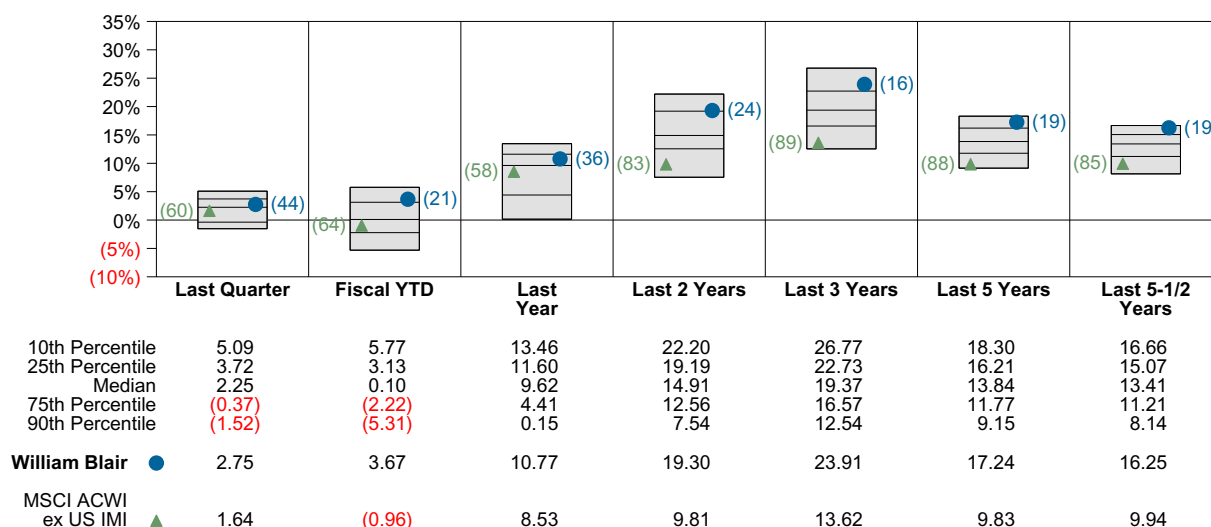 35%
30%
25%
20%
15%
10%
5%
0%
(5%)
(10%)
(60) (44)
(64) (21)
(58) (36)
(83) (24)
(89) (16)
(88) (19)
(85) (19
Last Quarter Fiscal YTD Last Year Last 2 Years Last 3 Years Last 5 Years Last 5-1/2 Years
10th Percentile 5.09 5.77 13.46 22.20 26.77 18.30 16.66
25th Percentile 3.72 3.13 11.60 19.19 22.73 16.21 15.07
Median 2.25 0.10 9.62 14.91 19.37 13.84 13.41
75th Percentile (0.37) (2.22) 4.41 12.56 16.57 11.77 11.21
90th Percentile (1.52) (5.31) 0.15 7.54 12.54 9.15 8.14
William Blair 2.75 3.67 10.77 19.30 23.91 17.24 16.25
MSCI ACWI
ex US IMI 1.64 (0.96) 8.53 9.81 13.62 9.83 9.94